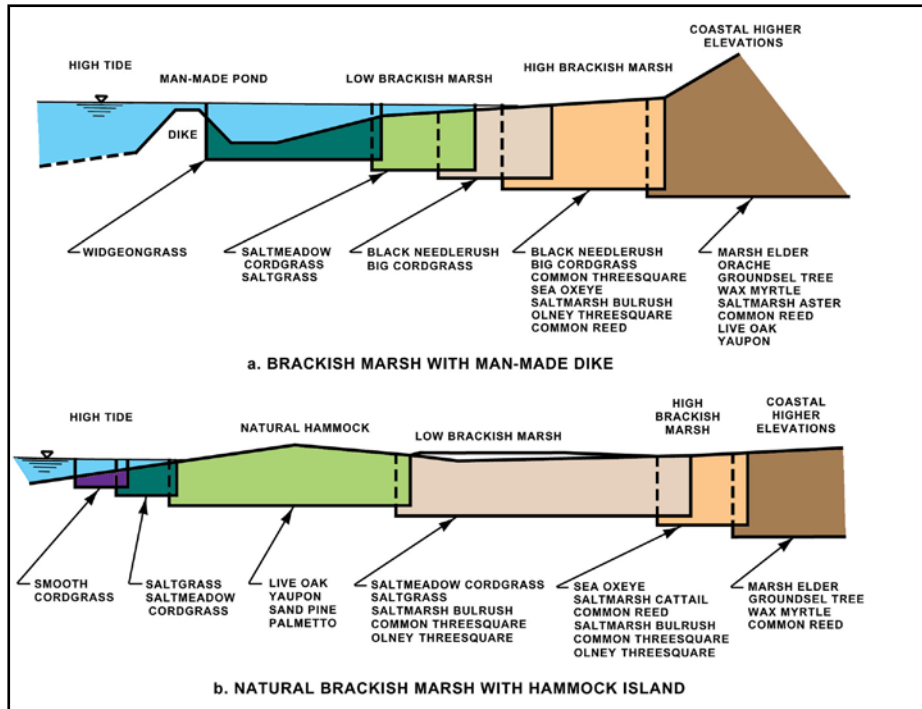 COASTAL HIGHER
ELEVATIONS
HIGH TIDE
MAN-MADE POND
LOW BRACKISH MARSH
HIGH BRACKISH MARSH
DIKE
WIDGEONGRASS
SALTMEADOW
CORDGRASS
SALTGRASS
BLACK NEEDLERUSH
BIG CORDGRASS
BLACK NEEDLERUSH
BIG CORDGRASS
COMMON THREESQUARE
SEA OXEYE
SALTMARSH BULRUSH
OLNEY THREESQUARE
COMMON REED
MARSH ELDER
ORACHE
GROUNDSEL TREE
WAX MYRTLE
SALTMARSH ASTER
COMMON REED
LIVE OAK
YAUPON
a. BRACKISH MARSH WITH MAN-MADE DIKE
HIGH TIDE
NATURAL HAMMOCK
LOW BRACKISH MARSH
HIGH
BRACKISH
MARSH
COASTAL
HIGHER
ELEVATIONS
SMOOTH
CORDGRASS
SALTGRASS
SALTMEADOW
CORDGRASS
LIVE OAK
YAUPON
SAND PINE
PALMETTO
SALTMEADOW CORDGRASS
SALTGRASS
SALTMARSH BULRUSH
COMMON THREESQUARE
OLNEY THREESQUARE
SEA OXEYE
SALTMARSH CATTAIL
COMMON REED
SALTMARSH BULRUSH
COMMON THREESQUARE
OLNEY THREESQUARE
MARSH ELDER
GROUNDSEL TREE
WAX MYRTLE
COMMON REED
b. NATURAL BRACKISH MARSH WITH HAMMOCK ISLAND